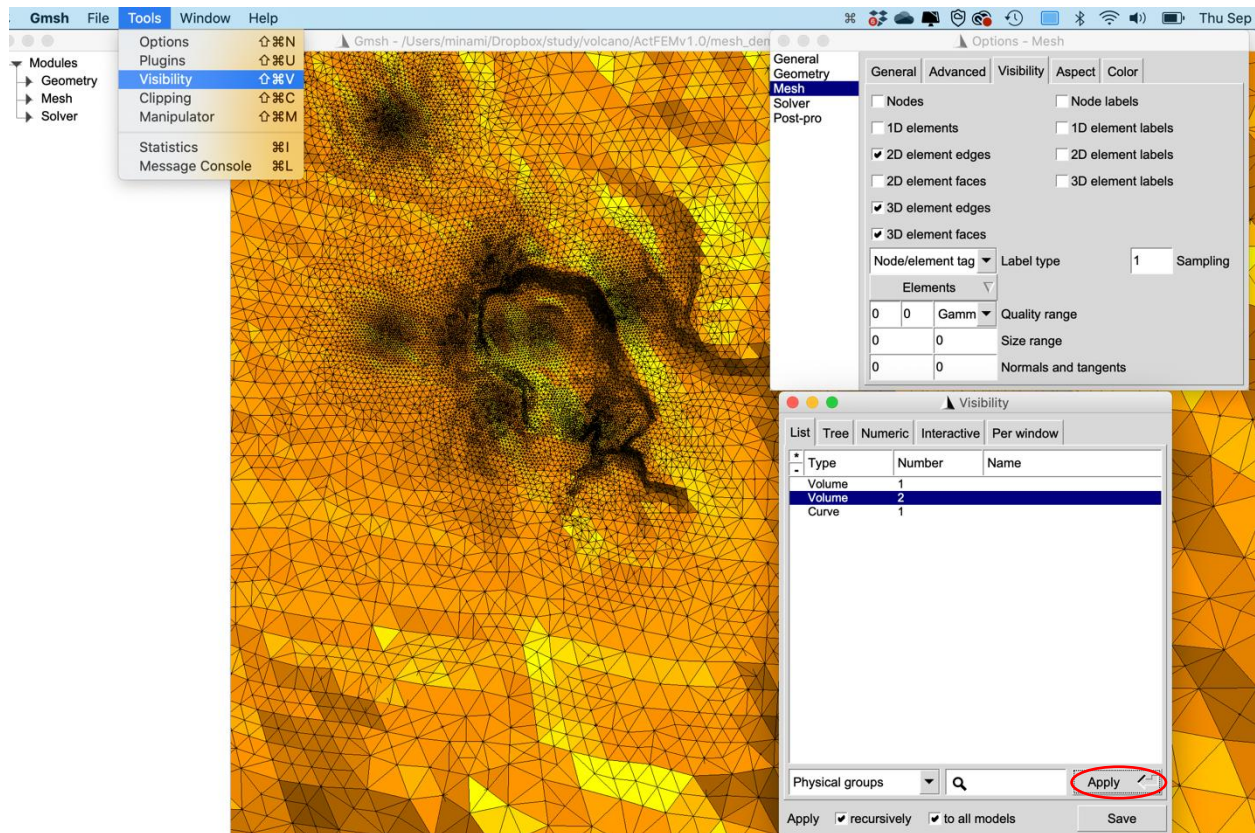 Gmsh File Tools Window Help Thu Sep
Gmsh - /Users/minami/Dropbox/study/volcano/ActFEMv1.0/mesh_den
Modules
Geometry
Mesh
Solver
Options ⇧⌘N
Plugins ⇧⌘U
Visibility ⇧⌘V
Clipping ⇧⌘C
Manipulator ⇧⌘M
Statistics ⌘I
Message Console ⌘L
Options - Mesh
General
Geometry
Mesh
Solver
Post-pro
General Advanced Visibility Aspect Color
Nodes Node labels
1D elements 1D element labels
2D element edges 2D element labels
2D element faces 3D element labels
3D element edges
3D element faces
Node/element tag Label type 1 Sampling
Elements
0 0 Gamm Quality range
0 0 Size range
0 0 Normals and tangents
Visibility
List Tree Numeric Interactive Per window
* - Type Number Name
Volume 1
Volume 2
Curve 1
Physical groups Apply
Apply recursively to all models Save